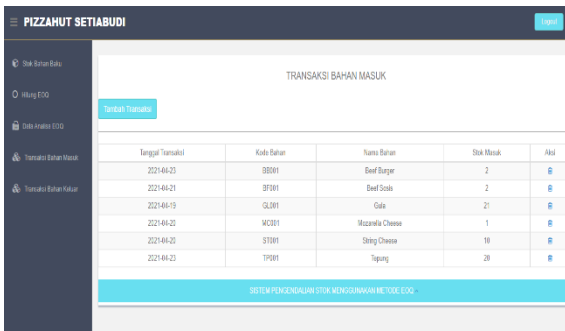 PIZZAHUT SETIABUDI
Logout
Stok Bahan Baku
Hitung EOQ
Data Analisa EOQ
Transaksi Bahan Masuk
Transaksi Bahan Keluar
TRANSAKSI BAHAN MASUK
Tambah Transaksi
Tanggal Transaksi Kode Bahan Nama Bahan Stok Masuk Aksi
2021-04-23 BB001 Beef Burger 2
2021-04-21 BF001 Beef Sosis 2
2021-04-19 GL001 Gula 21
2021-04-20 MC001 Mozarella Cheese 1
2021-04-20 ST001 String Cheese 10
2021-04-23 TP001 Tepung 20
SISTEM PENGENDALIAN STOK MENGGUNAKAN METODE EOQ